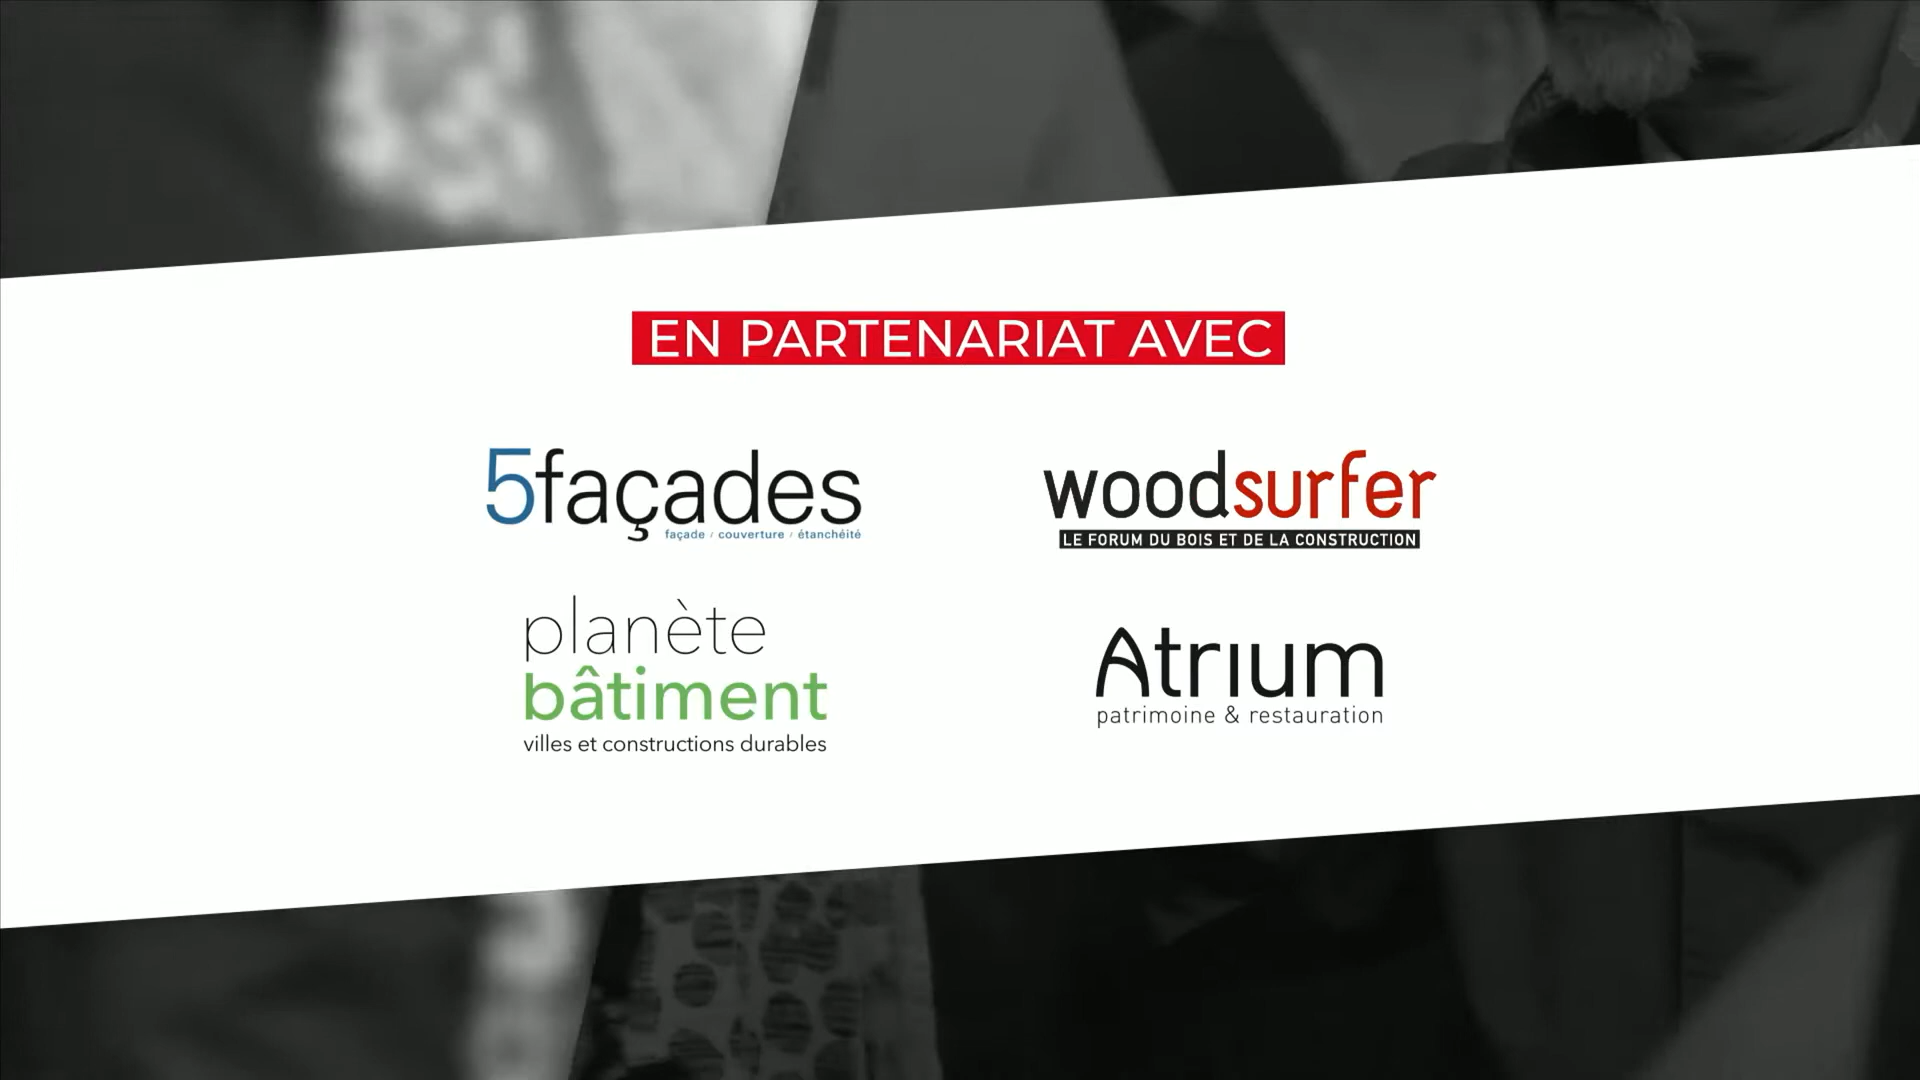 EN PARTENARIAT AVEC
5façades
façade / couverture / étanchéité
woodsurfer
LE FORUM DU BOIS ET DE LA CONSTRUCTION
planète
bâtiment
villes et constructions durables
Atrium
patrimoine & restauration